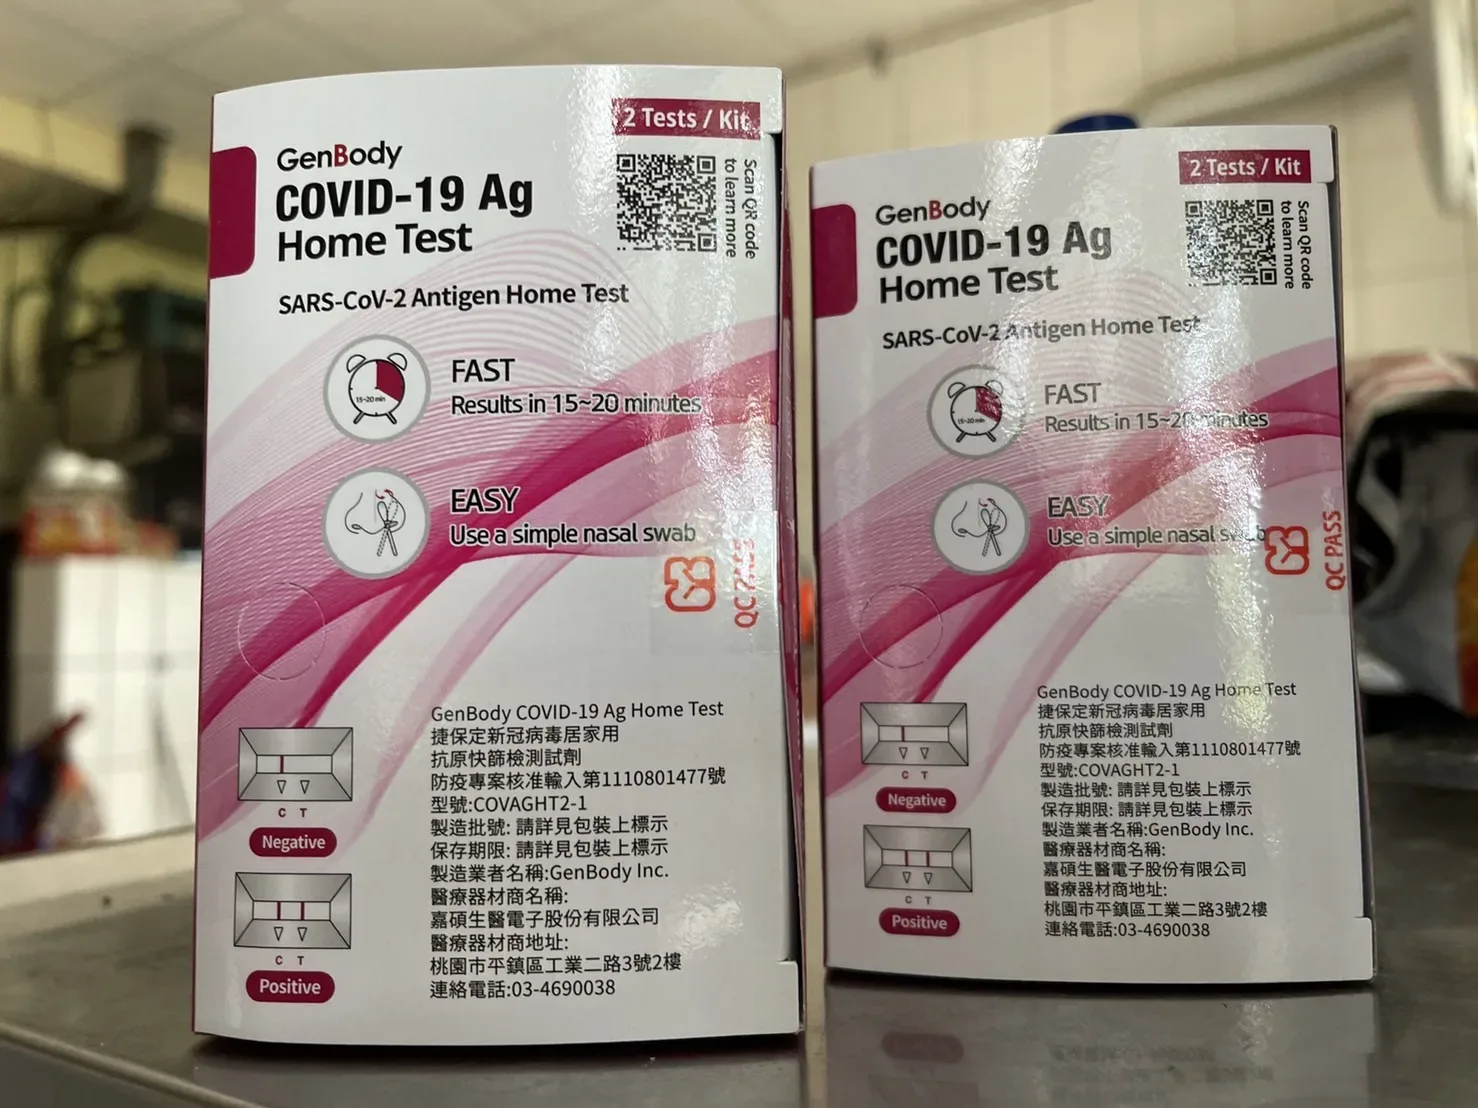 2 Tests / Kit
GenBody
COVID-19 Ag
Home Test
Scan QR code
to learn more
SARS-CoV-2 Antigen Home Test
15~20 min
FAST
Results in 15~20 minutes
EASY
Use a simple nasal swab
QC PASS
C T
Negative
C T
Positive
GenBody COVID-19 Ag Home Test
捷保定新冠病毒居家用
抗原快篩檢測試劑
防疫專案核准輸入第1110801477號
型號:COVAGHT2-1
製造批號: 請詳見包裝上標示
保存期限: 請詳見包裝上標示
製造業者名稱:GenBody Inc.
醫療器材商名稱:
嘉碩生醫電子股份有限公司
醫療器材商地址:
桃園市平鎮區工業二路3號2樓
連絡電話:03-4690038
2 Tests / Kit
GenBody
COVID-19 Ag
Home Test
Scan QR code
to learn more
SARS-CoV-2 Antigen Home Test
15~20 min
FAST
Results in 15~20 minutes
EASY
Use a simple nasal swab
QC PASS
C T
Negative
C T
Positive
GenBody COVID-19 Ag Home Test
捷保定新冠病毒居家用
抗原快篩檢測試劑
防疫專案核准輸入第1110801477號
型號:COVAGHT2-1
製造批號: 請詳見包裝上標示
保存期限: 請詳見包裝上標示
製造業者名稱:GenBody Inc.
醫療器材商名稱:
嘉碩生醫電子股份有限公司
醫療器材商地址:
桃園市平鎮區工業二路3號2樓
連絡電話:03-4690038